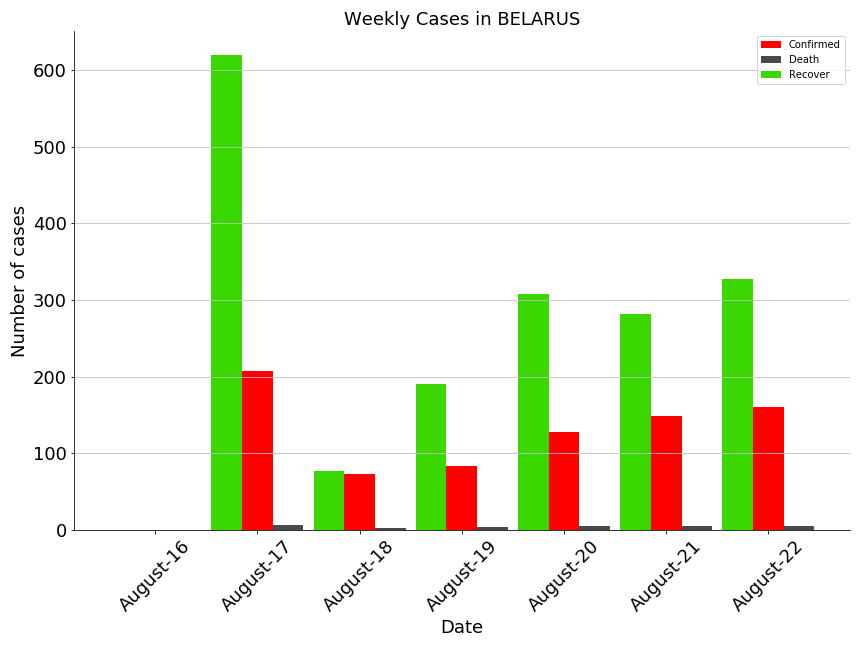 Weekly Cases in BELARUS
Confirmed
Death
Recover
Number of cases
600
500
400
300
200
100
0
August-16
August-17
August-18
August-19
August-20
August-21
August-22
Date